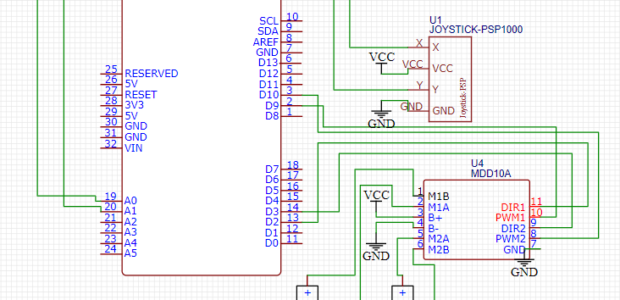 SCL 10
SDA 9
AREF 8
GND 7
D13 6
D12 5
D11 4
D10 3
D9 2
D8 1
25 RESERVED
26 5V
27 RESET
28 3V3
29 5V
30 GND
31 GND
32 VIN
D7 18
D6 17
D5 16
D4 15
D3 14
D2 13
D1 12
D0 11
19 A0
20 A1
21 A2
22 A3
23 A4
24 A5
U1
JOYSTICK-PSP1000
X X
VCC
VCC VCC
Y Y
GND GND
GND
Joystick PSP
U4
MDD10A
VCC
GND
1 M1B
2 M1A
3 B+
4 B-
5 M2A
6 M2B
DIR1 11
PWM1 10
DIR2 9
PWM2 8
GND 7
GND
+
+